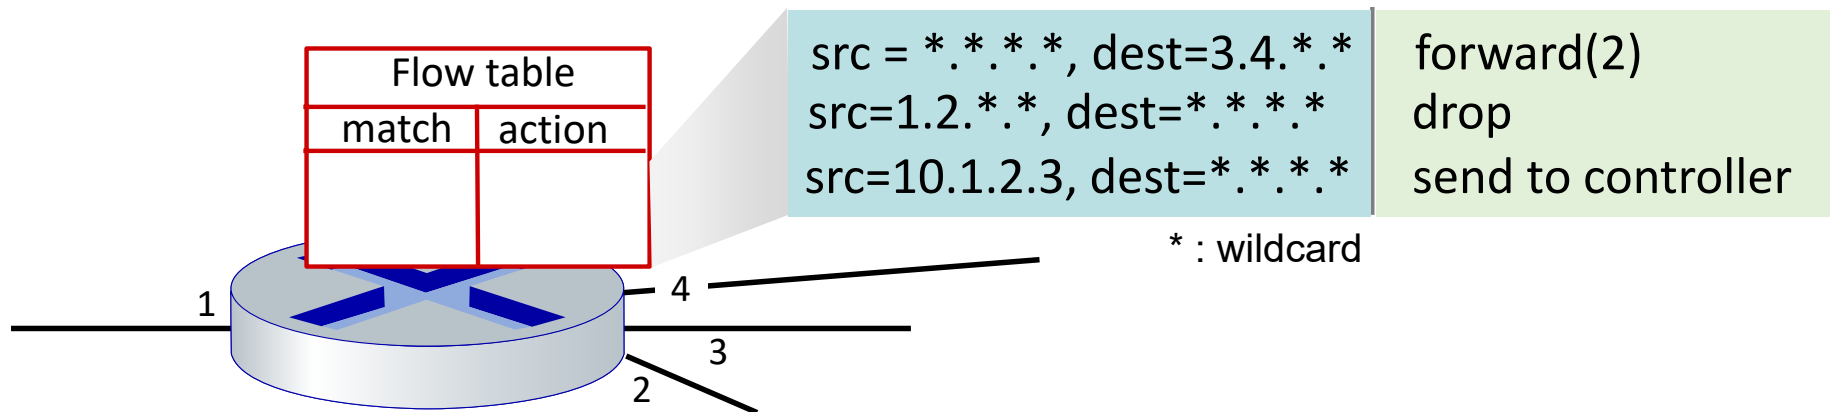 Flow table
match action
src = *.*.*.*, dest=3.4.*.* forward(2)
src=1.2.*.*, dest=*.*.*.* drop
src=10.1.2.3, dest=*.*.*.* send to controller
* : wildcard
1
4
3
2